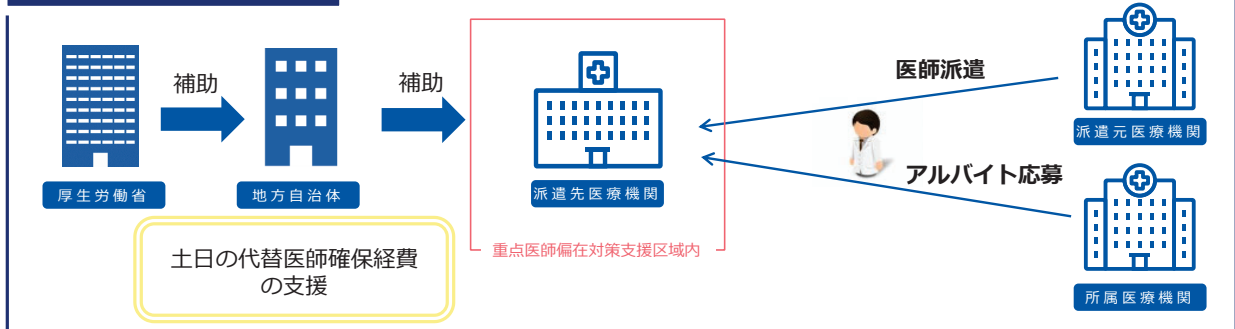 補助
補助
厚生労働省
地方自治体
派遣先医療機関
医師派遣
派遣元医療機関
アルバイト応募
所属医療機関
重点医師偏在対策支援区域内
土日の代替医師確保経費
の支援